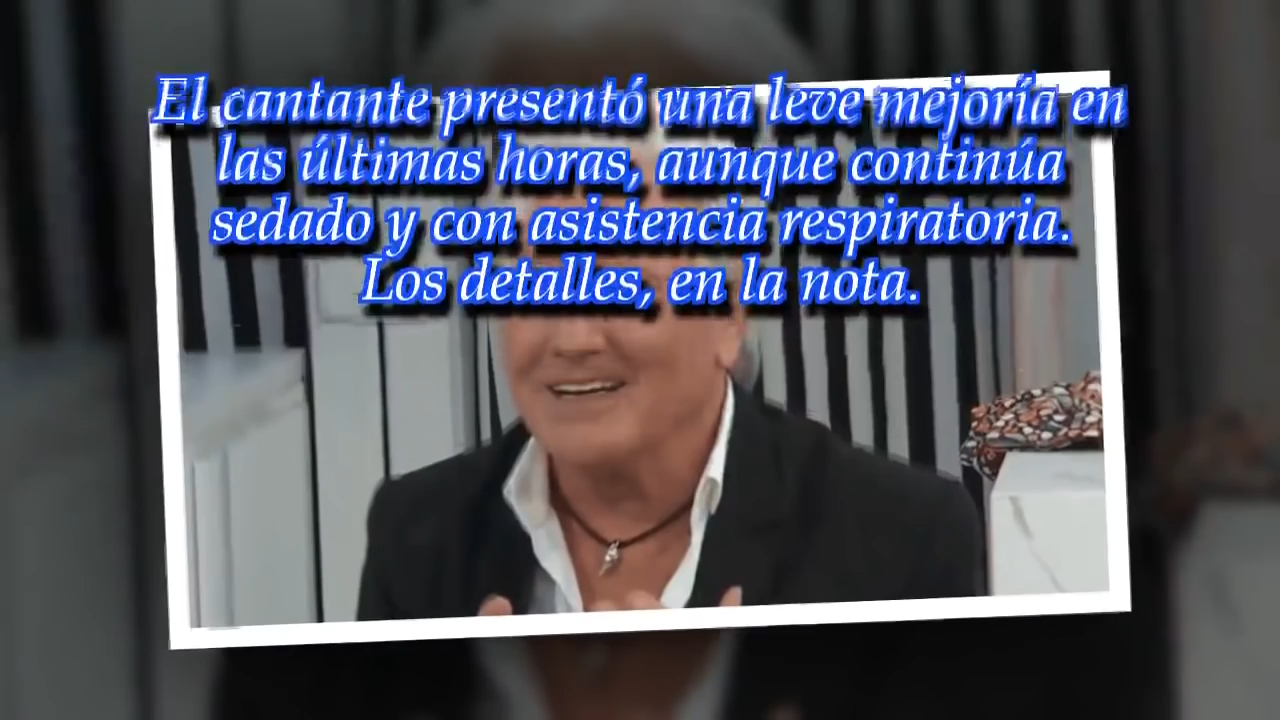 El cantante presentó una leve mejoría en
las últimas horas, aunque continúa
sedado y con asistencia respiratoria.
Los detalles, en la nota.